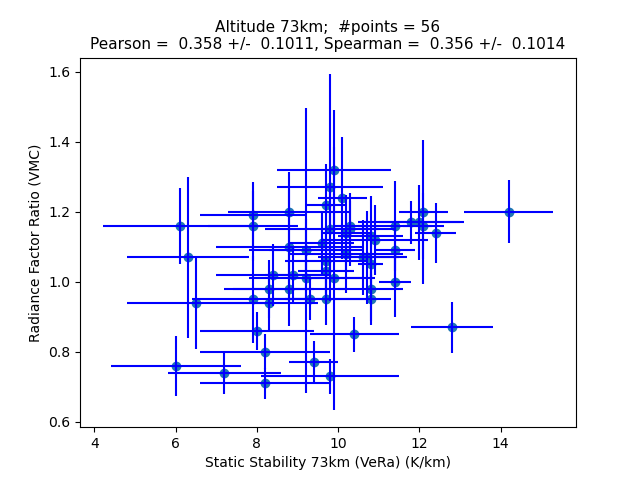 Altitude 73km;  #points = 56
Pearson =  0.358 +/-  0.1011, Spearman =  0.356 +/-  0.1014
1.6
1.4
1.2
1.0
0.8
0.6
Radiance Factor Ratio (VMC)
4 6 8 10 12 14
Static Stability 73km (VeRa) (K/km)